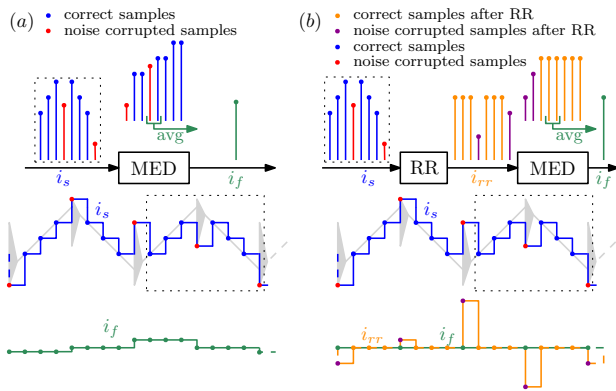 (a)
correct samples
noise corrupted samples
avg
MED
i_s
i_f
i_s
i_f
(b)
correct samples after RR
noise corrupted samples after RR
correct samples
noise corrupted samples
avg
RR
MED
i_s
i_rr
i_f
i_s
i_rr
i_f